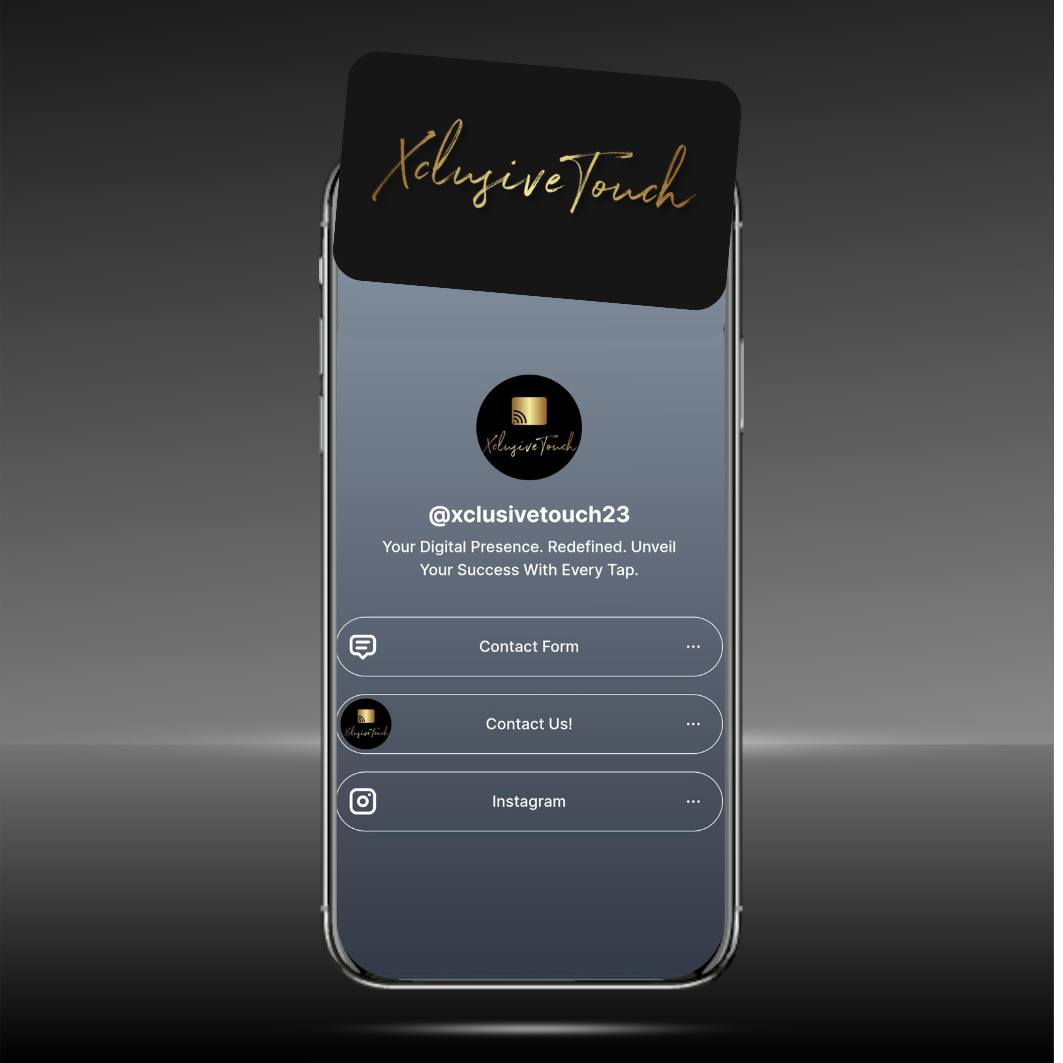 XclusiveTouch
XclusiveTouch
@xclusivetouch23
Your Digital Presence. Redefined. Unveil
Your Success With Every Tap.
Contact Form
XclusiveTouch
Contact Us!
Instagram